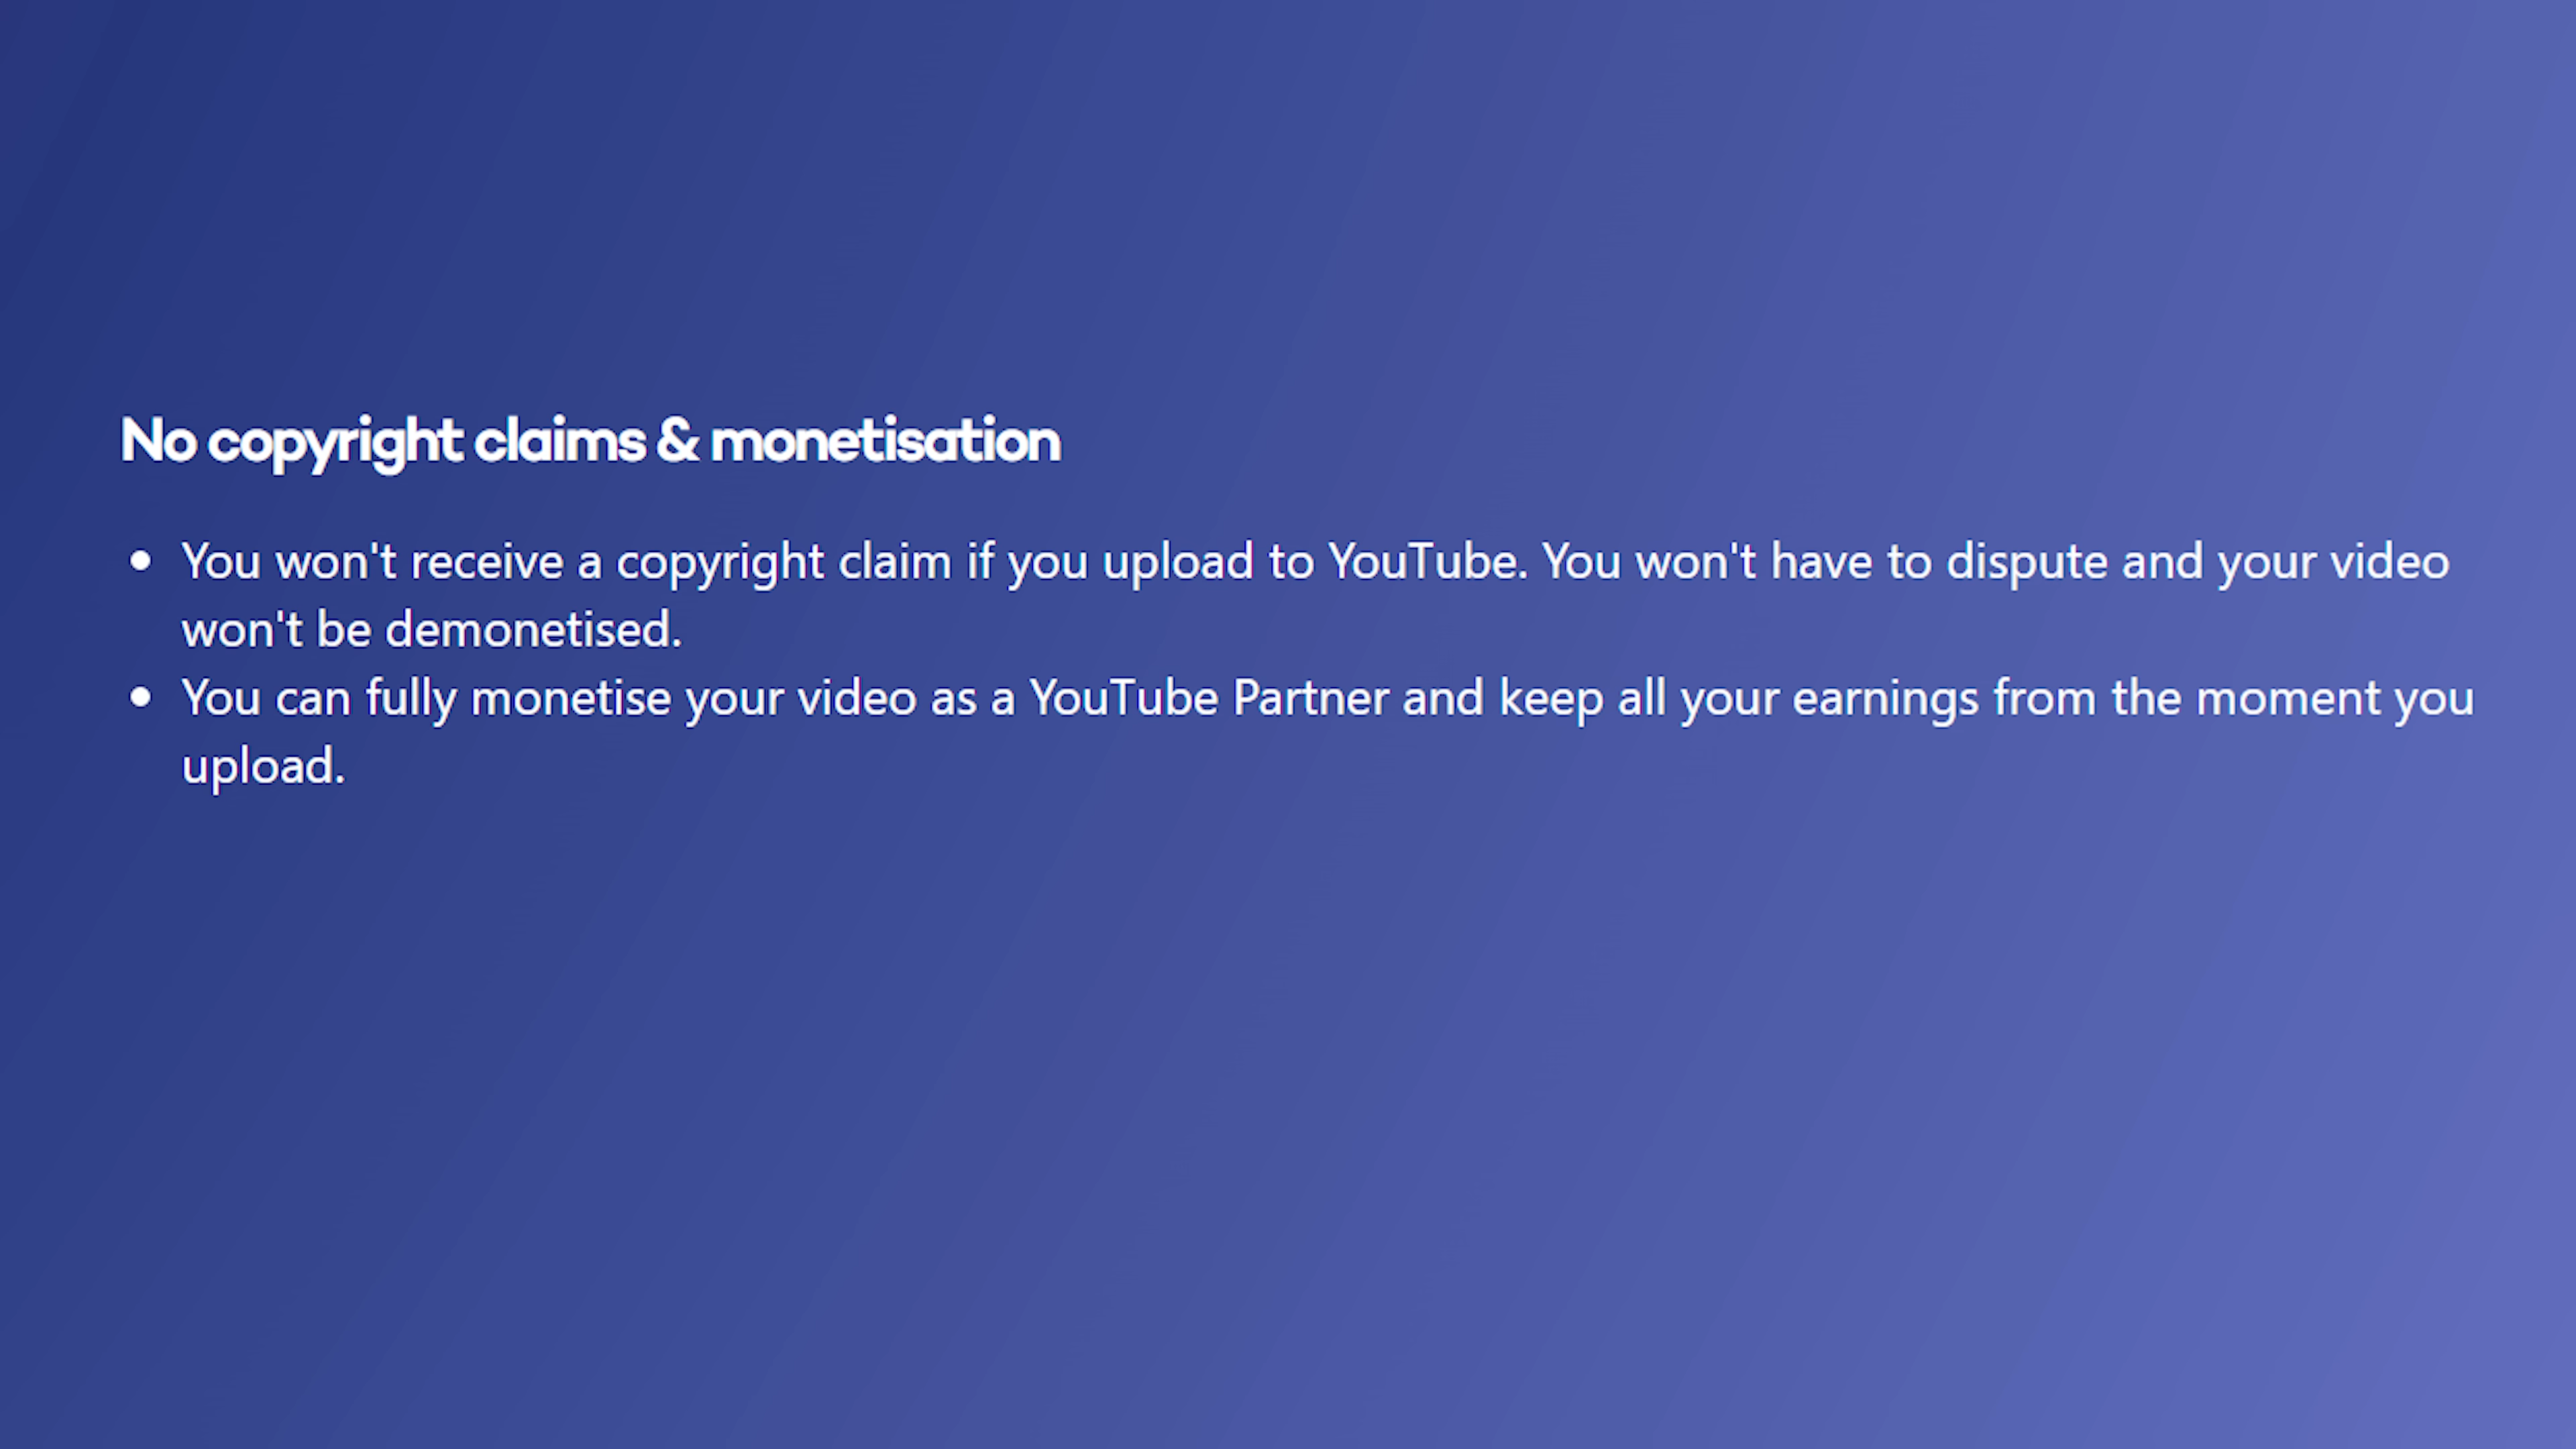 No copyright claims & monetisation
• You won't receive a copyright claim if you upload to YouTube. You won't have to dispute and your video
won't be demonetised.
• You can fully monetise your video as a YouTube Partner and keep all your earnings from the moment you
upload.